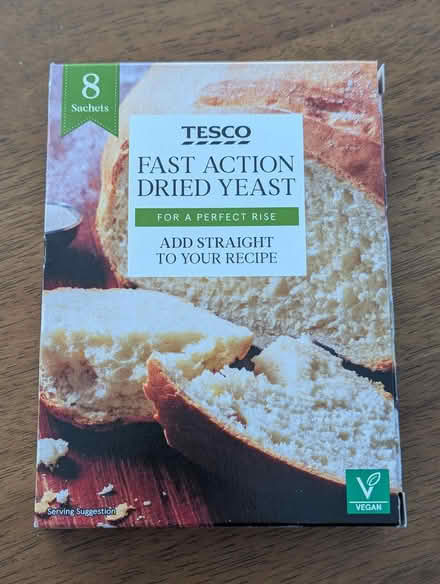 8
Sachets
TESCO
FAST ACTION
DRIED YEAST
FOR A PERFECT RISE
ADD STRAIGHT
TO YOUR RECIPE
Serving Suggestion
V
VEGAN